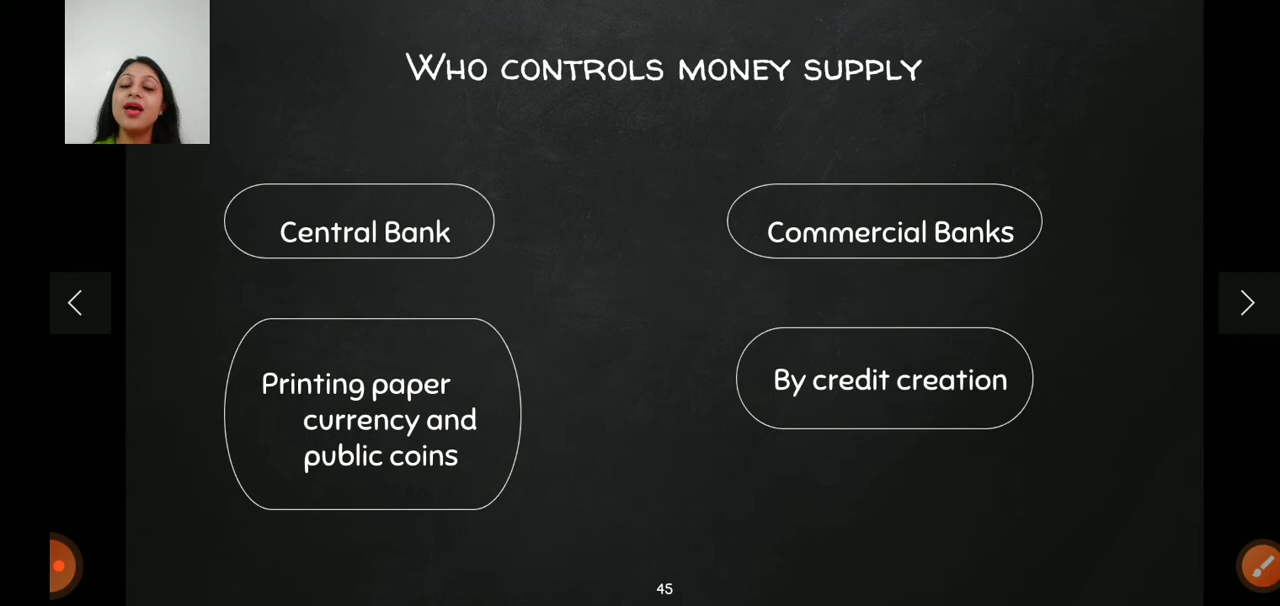 Who controls money supply
Central Bank
Commercial Banks
Printing paper
currency and
public coins
By credit creation
45